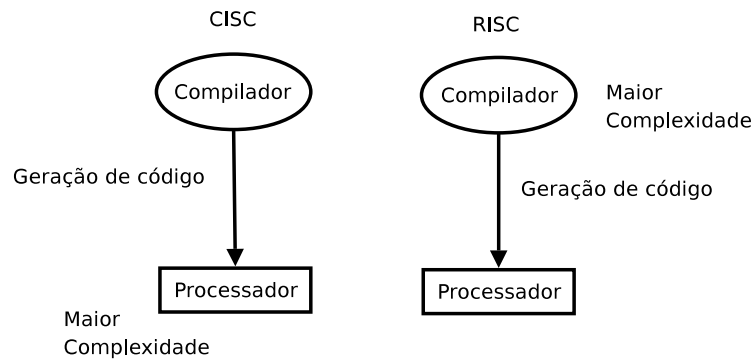 CISC
Compilador
Geração de código
Processador
Maior
Complexidade
RISC
Compilador
Maior
Complexidade
Geração de código
Processador